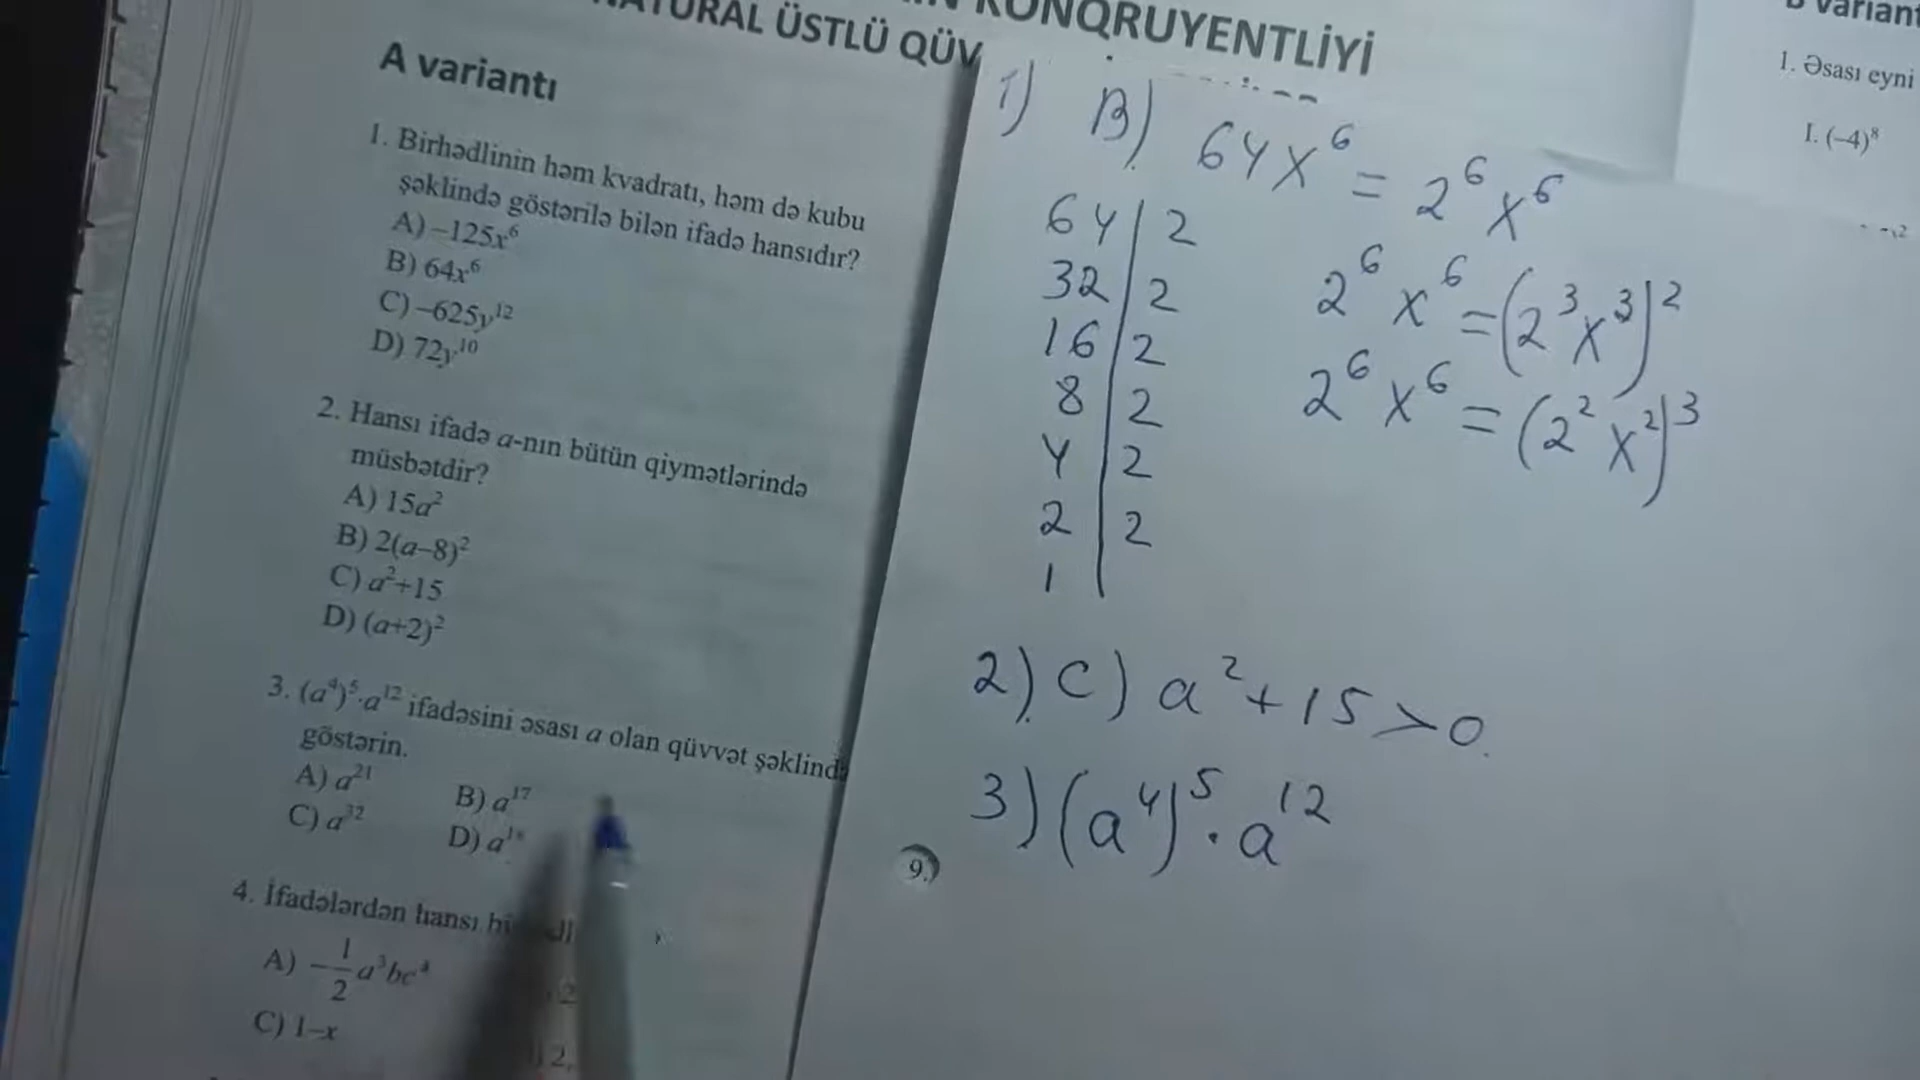 KONQRUYENTLİYİ
NATURAL ÜSTLÜ QÜV
A variantı
1. Birhədlinin həm kvadratı, həm də kubu
şəklində göstərilə bilən ifadə hansıdır?
A) –125x⁶
B) 64x⁶
C) –625y¹²
D) 72y¹⁰
2. Hansı ifadə a-nın bütün qiymətlərində
müsbətdir?
A) 15a²
B) 2(a–8)²
C) a²+15
D) (a+2)²
3. (a⁴)⁵·a¹² ifadəsini əsası a olan qüvvət şəklində
göstərin.
A) a²¹ B) a¹⁷
C) a³² D) a
4. İfadələrdən hansı
A) –1/2 a³bc⁴
C) 1–x
1) B) 64x⁶ = 2⁶x⁶
64 | 2
32 | 2
16 | 2
8 | 2
4 | 2
2 | 2
1 |
2⁶x⁶ = (2³x³)²
2⁶x⁶ = (2²x²)³
2) C) a² + 15 > 0.
3) (a⁴)⁵ · a¹²
9.
variant
1. Əsası eyni
I. (–4)⁸